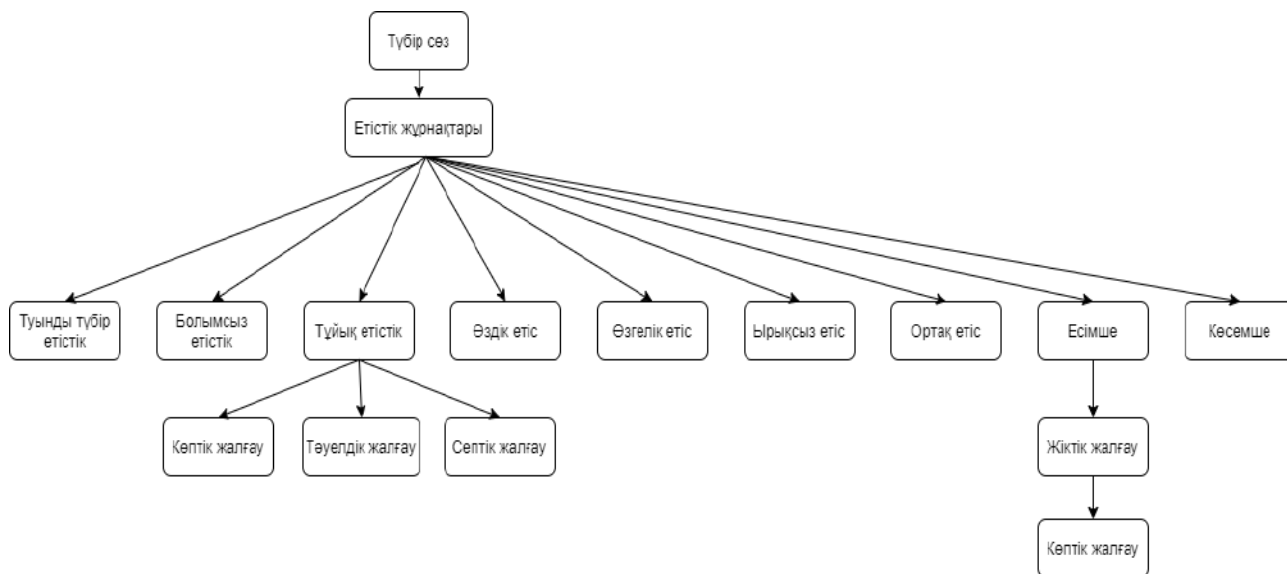 Түбір сөз
Етістік жұрнақтары
Туынды түбір
етістік
Болымсыз
етістік
Тұйық етістік
Өздік етіс
Өзгелік етіс
Ырықсыз етіс
Ортақ етіс
Есімше
Көсемше
Көптік жалғау
Тәуелдік жалғау
Септік жалғау
Жіктік жалғау
Көптік жалғау